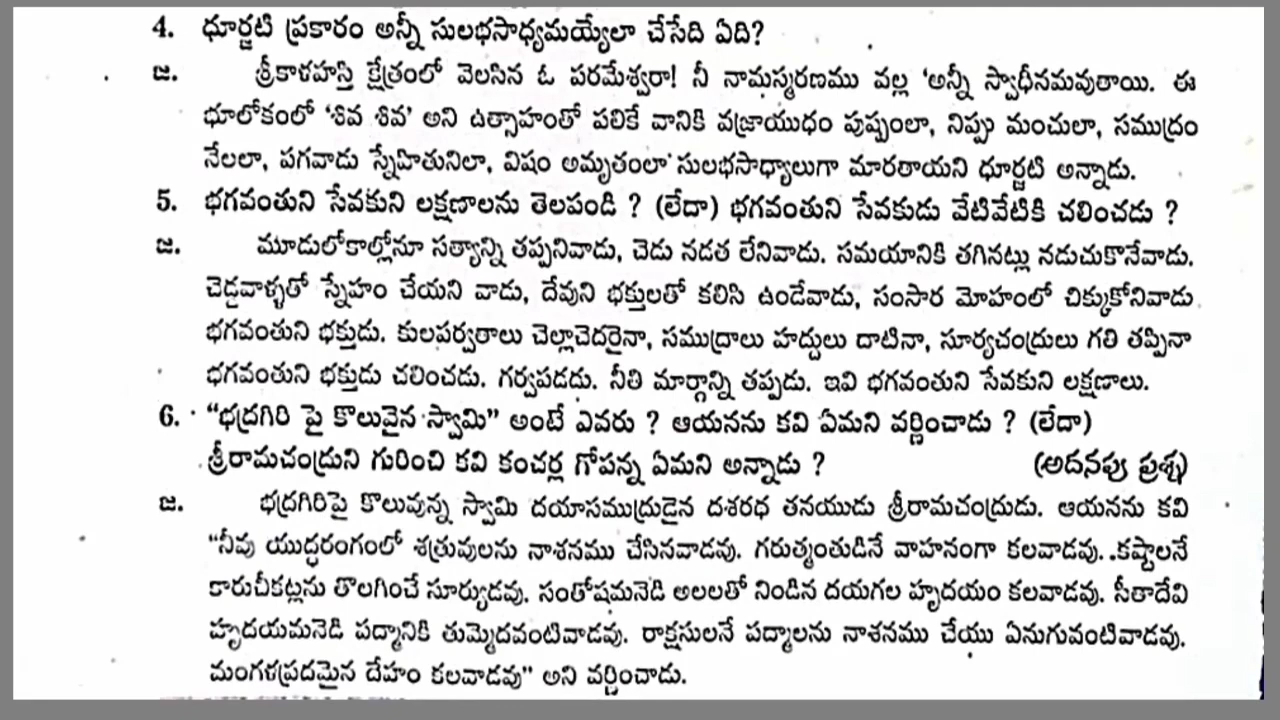 4. ధూర్జటి ప్రకారం అన్నీ సులభసాధ్యమయ్యేలా చేసేది ఏది?
జ. శ్రీకాళహస్తి క్షేత్రంలో వెలసిన ఓ పరమేశ్వరా! నీ నామస్మరణము వల్ల 'అన్నీ స్వాధీనమవుతాయి. ఈ
భూలోకంలో 'శివ శివ' అని ఉత్సాహంతో పలికే వానికి వజ్రాయుధం పుష్పంలా, నిప్పు మంచులా, సముద్రం
నేలలా, పగవాడు స్నేహితునిలా, విషం అమృతంలా సులభసాధ్యాలుగా మారతాయని ధూర్జటి అన్నాడు.
5. భగవంతుని సేవకుని లక్షణాలను తెలపండి ? (లేదా) భగవంతుని సేవకుడు వేటివేటికి చలించడు ?
జ. మూడులోకాల్లోనూ సత్యాన్ని తప్పనివాడు, చెడు నడత లేనివాడు. సమయానికి తగినట్లు నడుచుకొనేవాడు.
చెడ్డవాళ్ళతో స్నేహం చేయని వాడు, దేవుని భక్తులతో కలిసి ఉండేవాడు, సంసార మోహంలో చిక్కుకోనివాడు
భగవంతుని భక్తుడు. కులపర్వతాలు చెల్లాచెదరైనా, సముద్రాలు హద్దులు దాటినా, సూర్యచంద్రులు గతి తప్పినా
భగవంతుని భక్తుడు చలించడు. గర్వపడదు. నీతి మార్గాన్ని తప్పడు. ఇవి భగవంతుని సేవకుని లక్షణాలు.
6. "భద్రగిరి పై కొలువైన స్వామి" అంటే ఎవరు ? ఆయనను కవి ఏమని వర్ణించాడు ? (లేదా)
శ్రీరామచంద్రుని గురించి కవి కంచర్ల గోపన్న ఏమని అన్నాడు ? (అదనపు ప్రశ్న)
జ. భద్రగిరిపై కొలువున్న స్వామి దయాసముద్రుడైన దశరధ తనయుడు శ్రీరామచంద్రుడు. ఆయనను కవి
"నీవు యుద్ధరంగంలో శత్రువులను నాశనము చేసినవాడవు. గరుత్మంతుడినే వాహనంగా కలవాడవు. కష్టాలనే
కారుచీకట్లను తొలగించే సూర్యుడవు. సంతోషమనెడి అలలతో నిండిన దయగల హృదయం కలవాడవు. సీతాదేవి
హృదయమనెడి పద్మానికి తుమ్మెదవంటివాడవు. రాక్షసులనే పద్మాలను నాశనము చేయు ఏనుగువంటివాడవు.
మంగళప్రదమైన దేహం కలవాడవు" అని వర్ణించాడు.